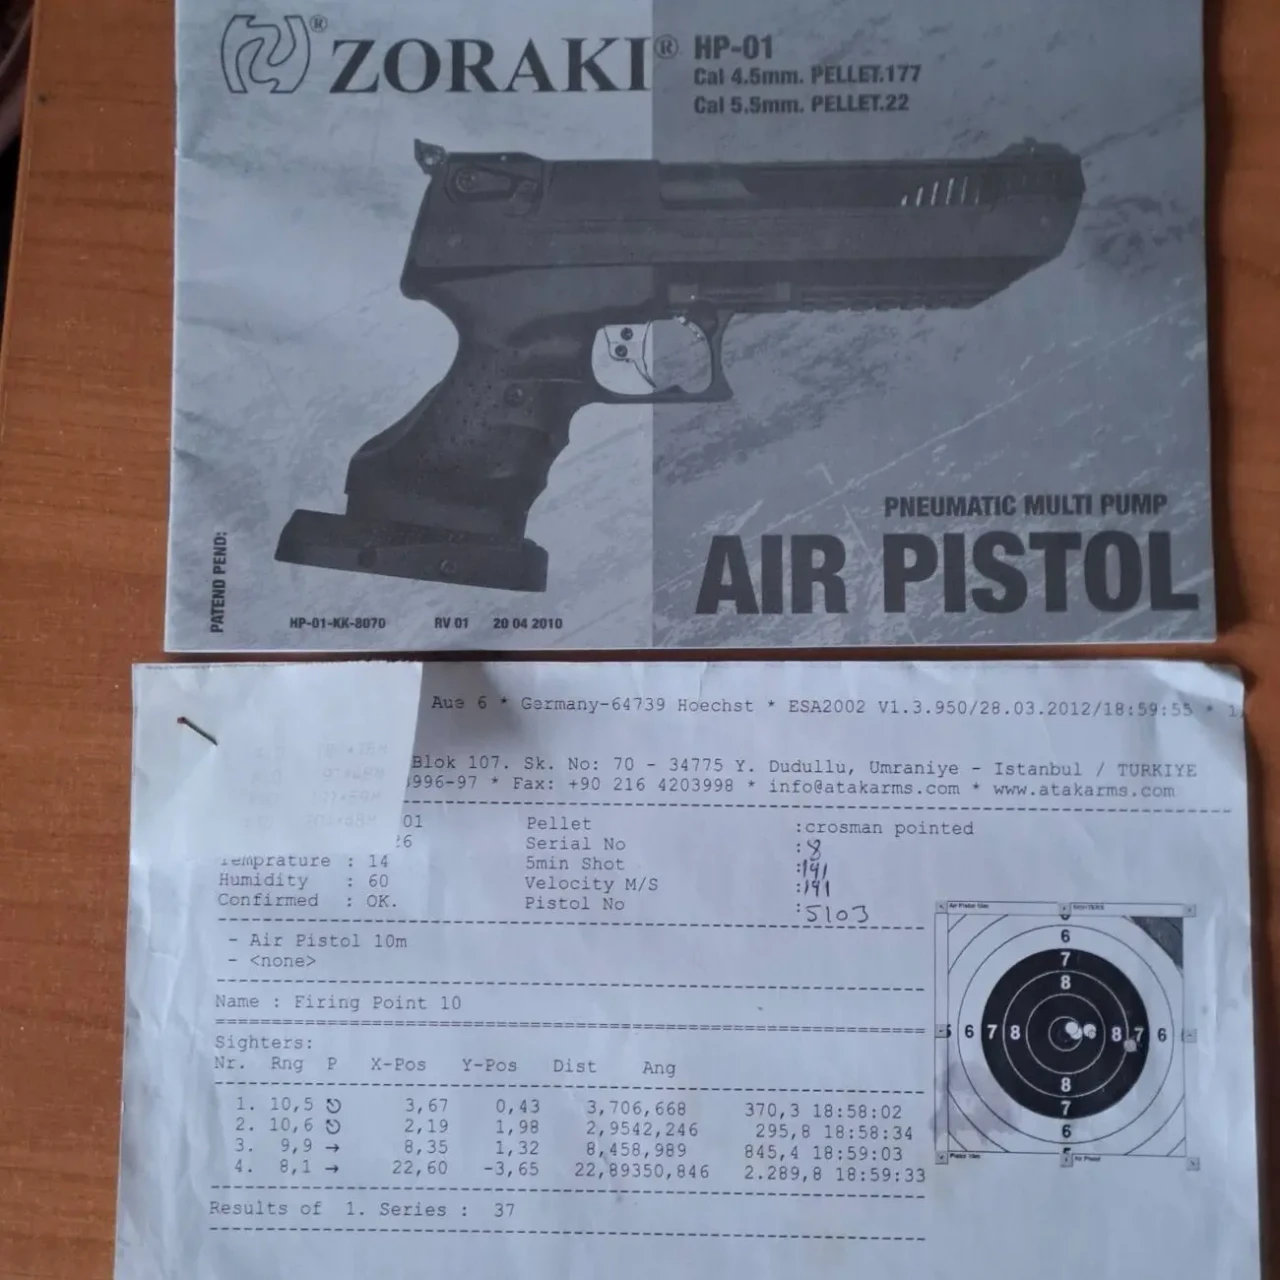 ZORAKI® HP-01
Cal 4.5mm. PELLET.177
Cal 5.5mm. PELLET.22
PNEUMATIC MULTI PUMP
AIR PISTOL
PATEND PEND:
HP-01-KK-8070 RV 01 20 04 2010
Aue 6 * Germany-64739 Hoechst * ESA2002 V1.3.950/28.03.2012/18:59:55 * 1
Blok 107. Sk. No: 70 - 34775 Y. Dudullu, Umraniye - Istanbul / TURKIYE
996-97 * Fax: +90 216 4203998 * info@atakarms.com * www.atakarms.com
01 Pellet :crosman pointed
26 Serial No :8
Temprature : 14 5min Shot :141
Humidity : 60 Velocity M/S :141
Confirmed : OK. Pistol No :5103
- Air Pistol 10m
- <none>
Name : Firing Point 10
Sighters:
Nr. Rng P X-Pos Y-Pos Dist Ang
1. 10,5 3,67 0,43 3,706,668 370,3 18:58:02
2. 10,6 2,19 1,98 2,9542,246 295,8 18:58:34
3. 9,9 → 8,35 1,32 8,458,989 845,4 18:59:03
4. 8,1 → 22,60 -3,65 22,89350,846 2.289,8 18:59:33
Results of 1. Series : 37
6
7
8
6 7 8 8 7 6
8
7
6